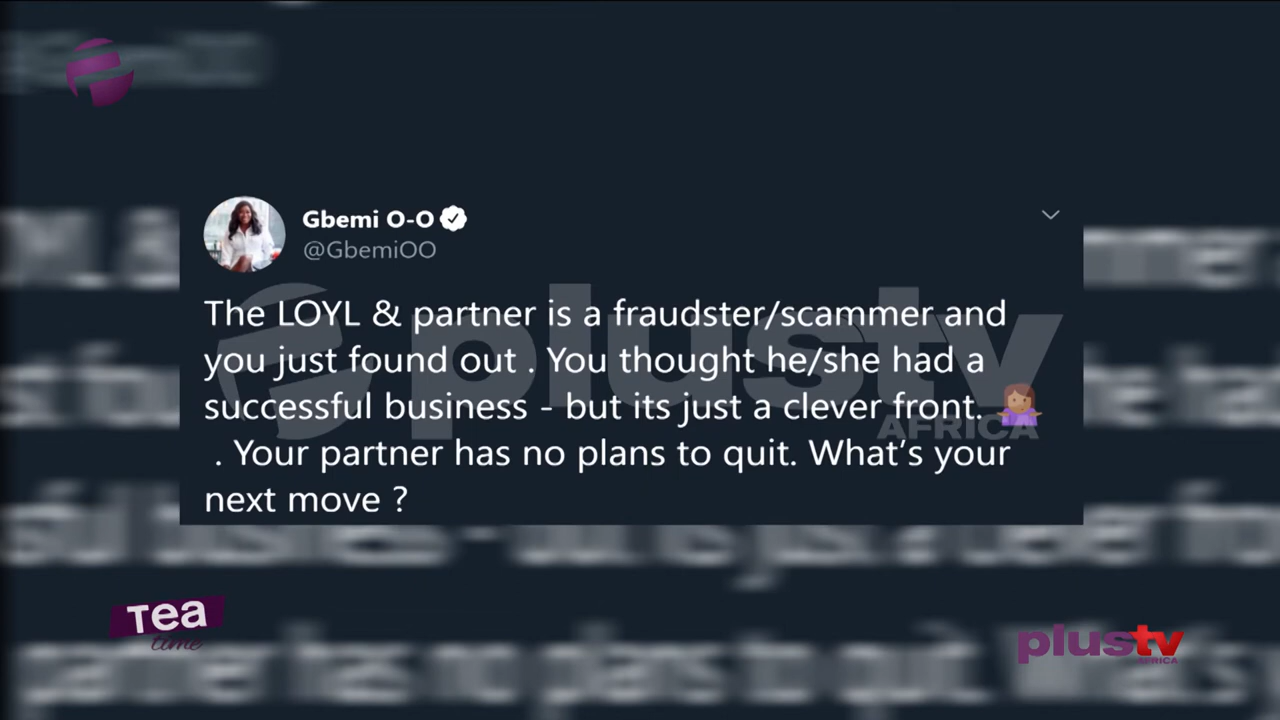 Gbemi O-O
@GbemiOO
The LOYL & partner is a fraudster/scammer and
you just found out . You thought he/she had a
successful business - but its just a clever front. 🤷🏽‍♀️
. Your partner has no plans to quit. What's your
next move ?
plustv
AFRICA
Tea
time
plustv
AFRICA